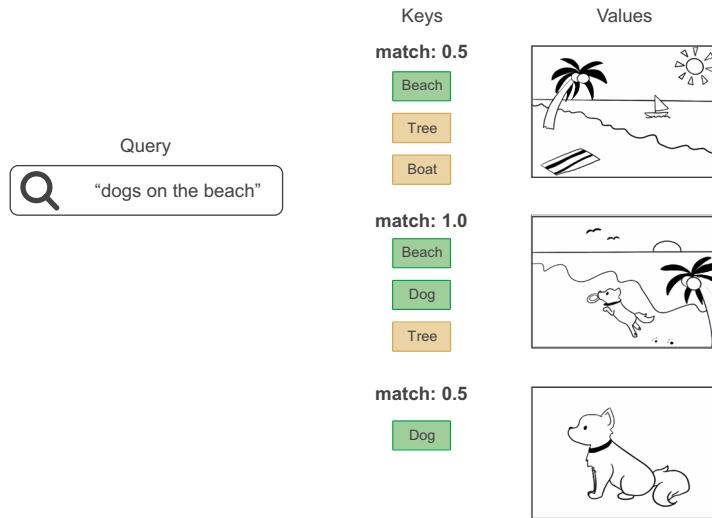 Keys
Values
match: 0.5
Beach
Tree
Boat
Query
“dogs on the beach”
match: 1.0
Beach
Dog
Tree
match: 0.5
Dog